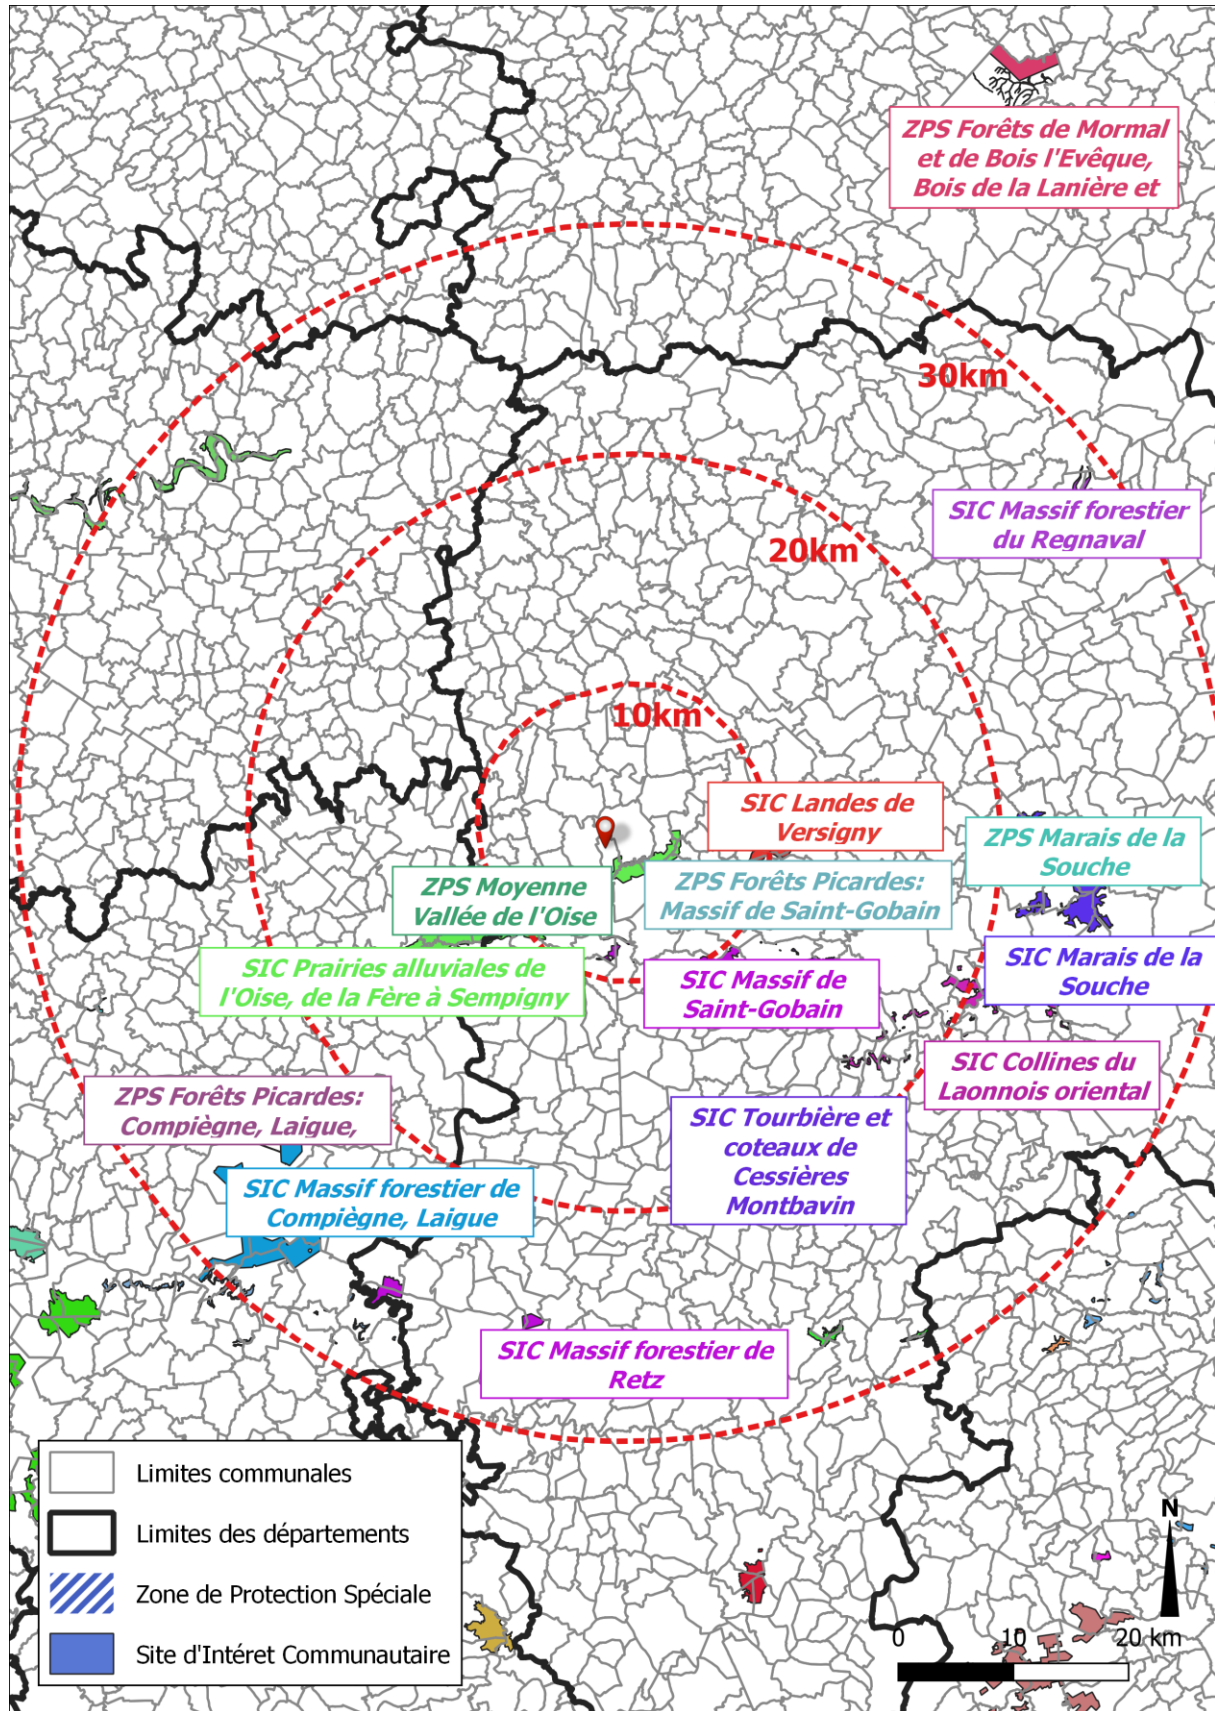 ZPS Forêts de Mormal
et de Bois l'Evêque,
Bois de la Lanière et
30km
SIC Massif forestier
du Regnaval
20km
10km
SIC Landes de
Versigny
ZPS Marais de la
Souche
ZPS Moyenne
Vallée de l'Oise
ZPS Forêts Picardes:
Massif de Saint-Gobain
SIC Prairies alluviales de
l'Oise, de la Fère à Sempigny
SIC Massif de
Saint-Gobain
SIC Marais de la
Souche
SIC Collines du
Laonnois oriental
ZPS Forêts Picardes:
Compiègne, Laigue,
SIC Tourbière et
coteaux de
Cessières
Montbavin
SIC Massif forestier de
Compiègne, Laigue
SIC Massif forestier de
Retz
Limites communales
Limites des départements
Zone de Protection Spéciale
Site d'Intéret Communautaire
N
0 10 20 km